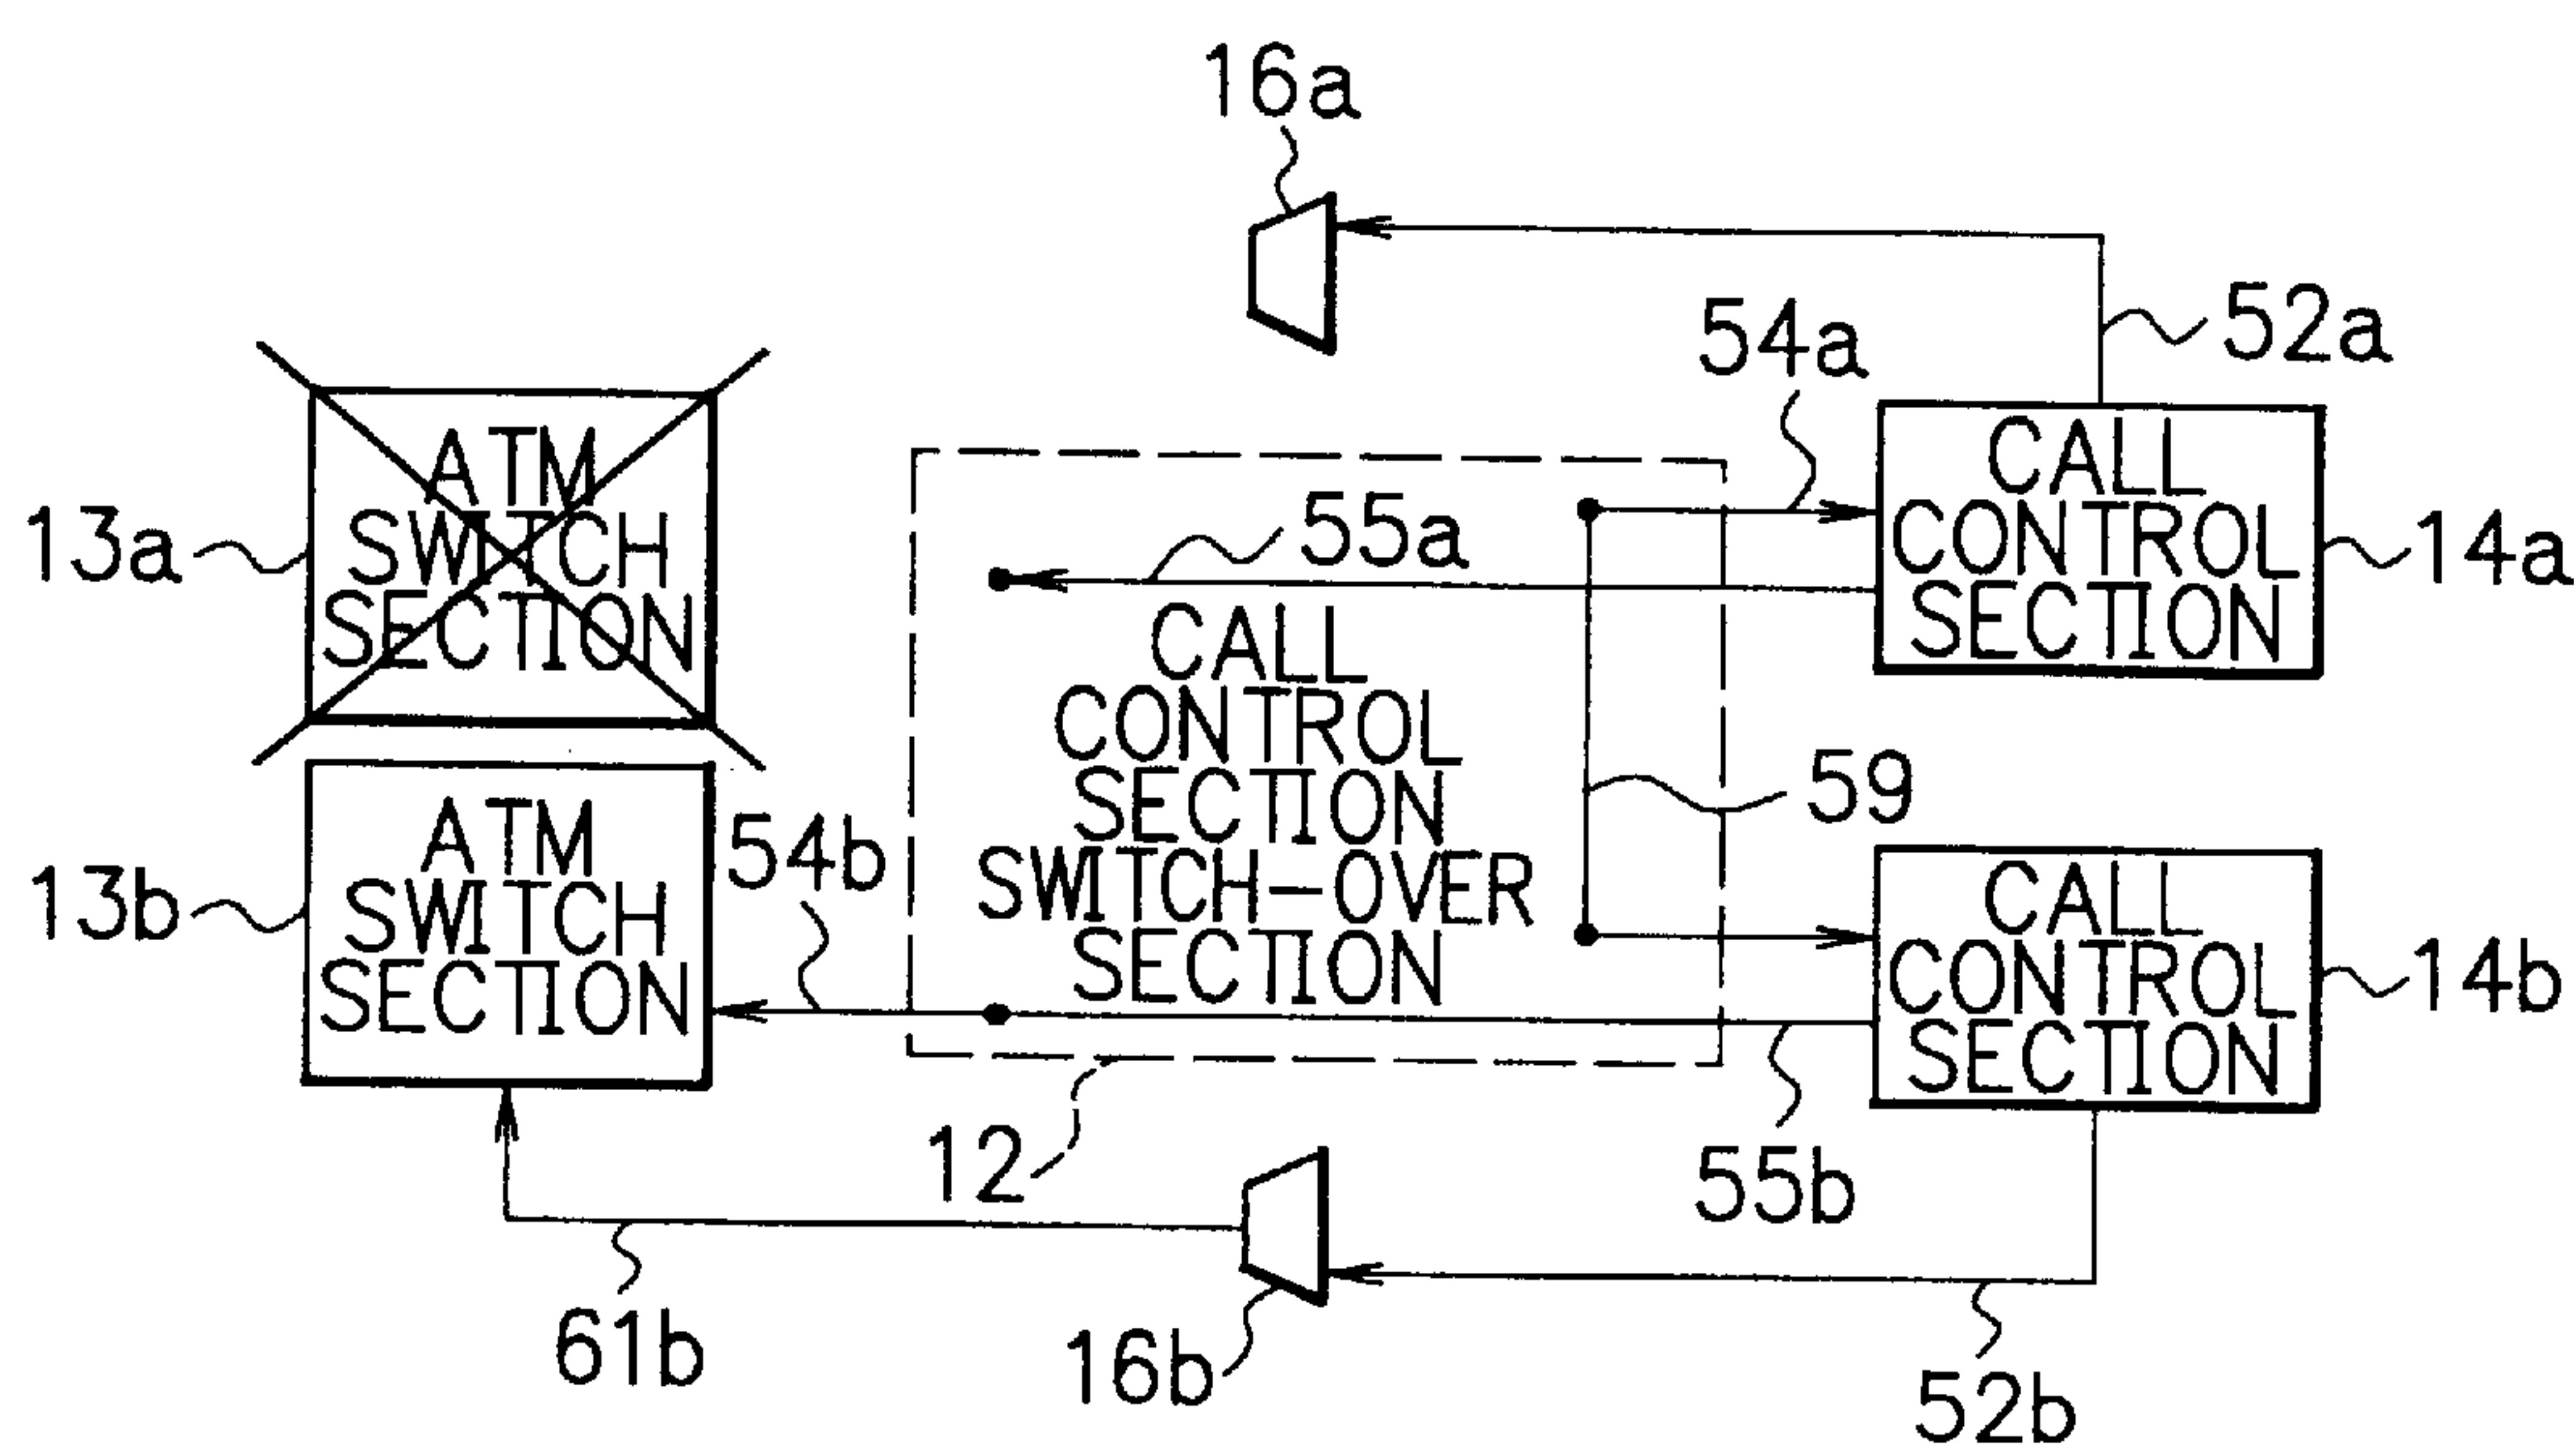 16a
52a
54a
ATM
SWITCH
SECTION
13a
55a
CALL
CONTROL
SECTION
14a
CALL
CONTROL
SECTION
SWITCH-OVER
SECTION
59
ATM
SWITCH
SECTION
13b
54b
CALL
CONTROL
SECTION
14b
12
55b
61b
16b
52b